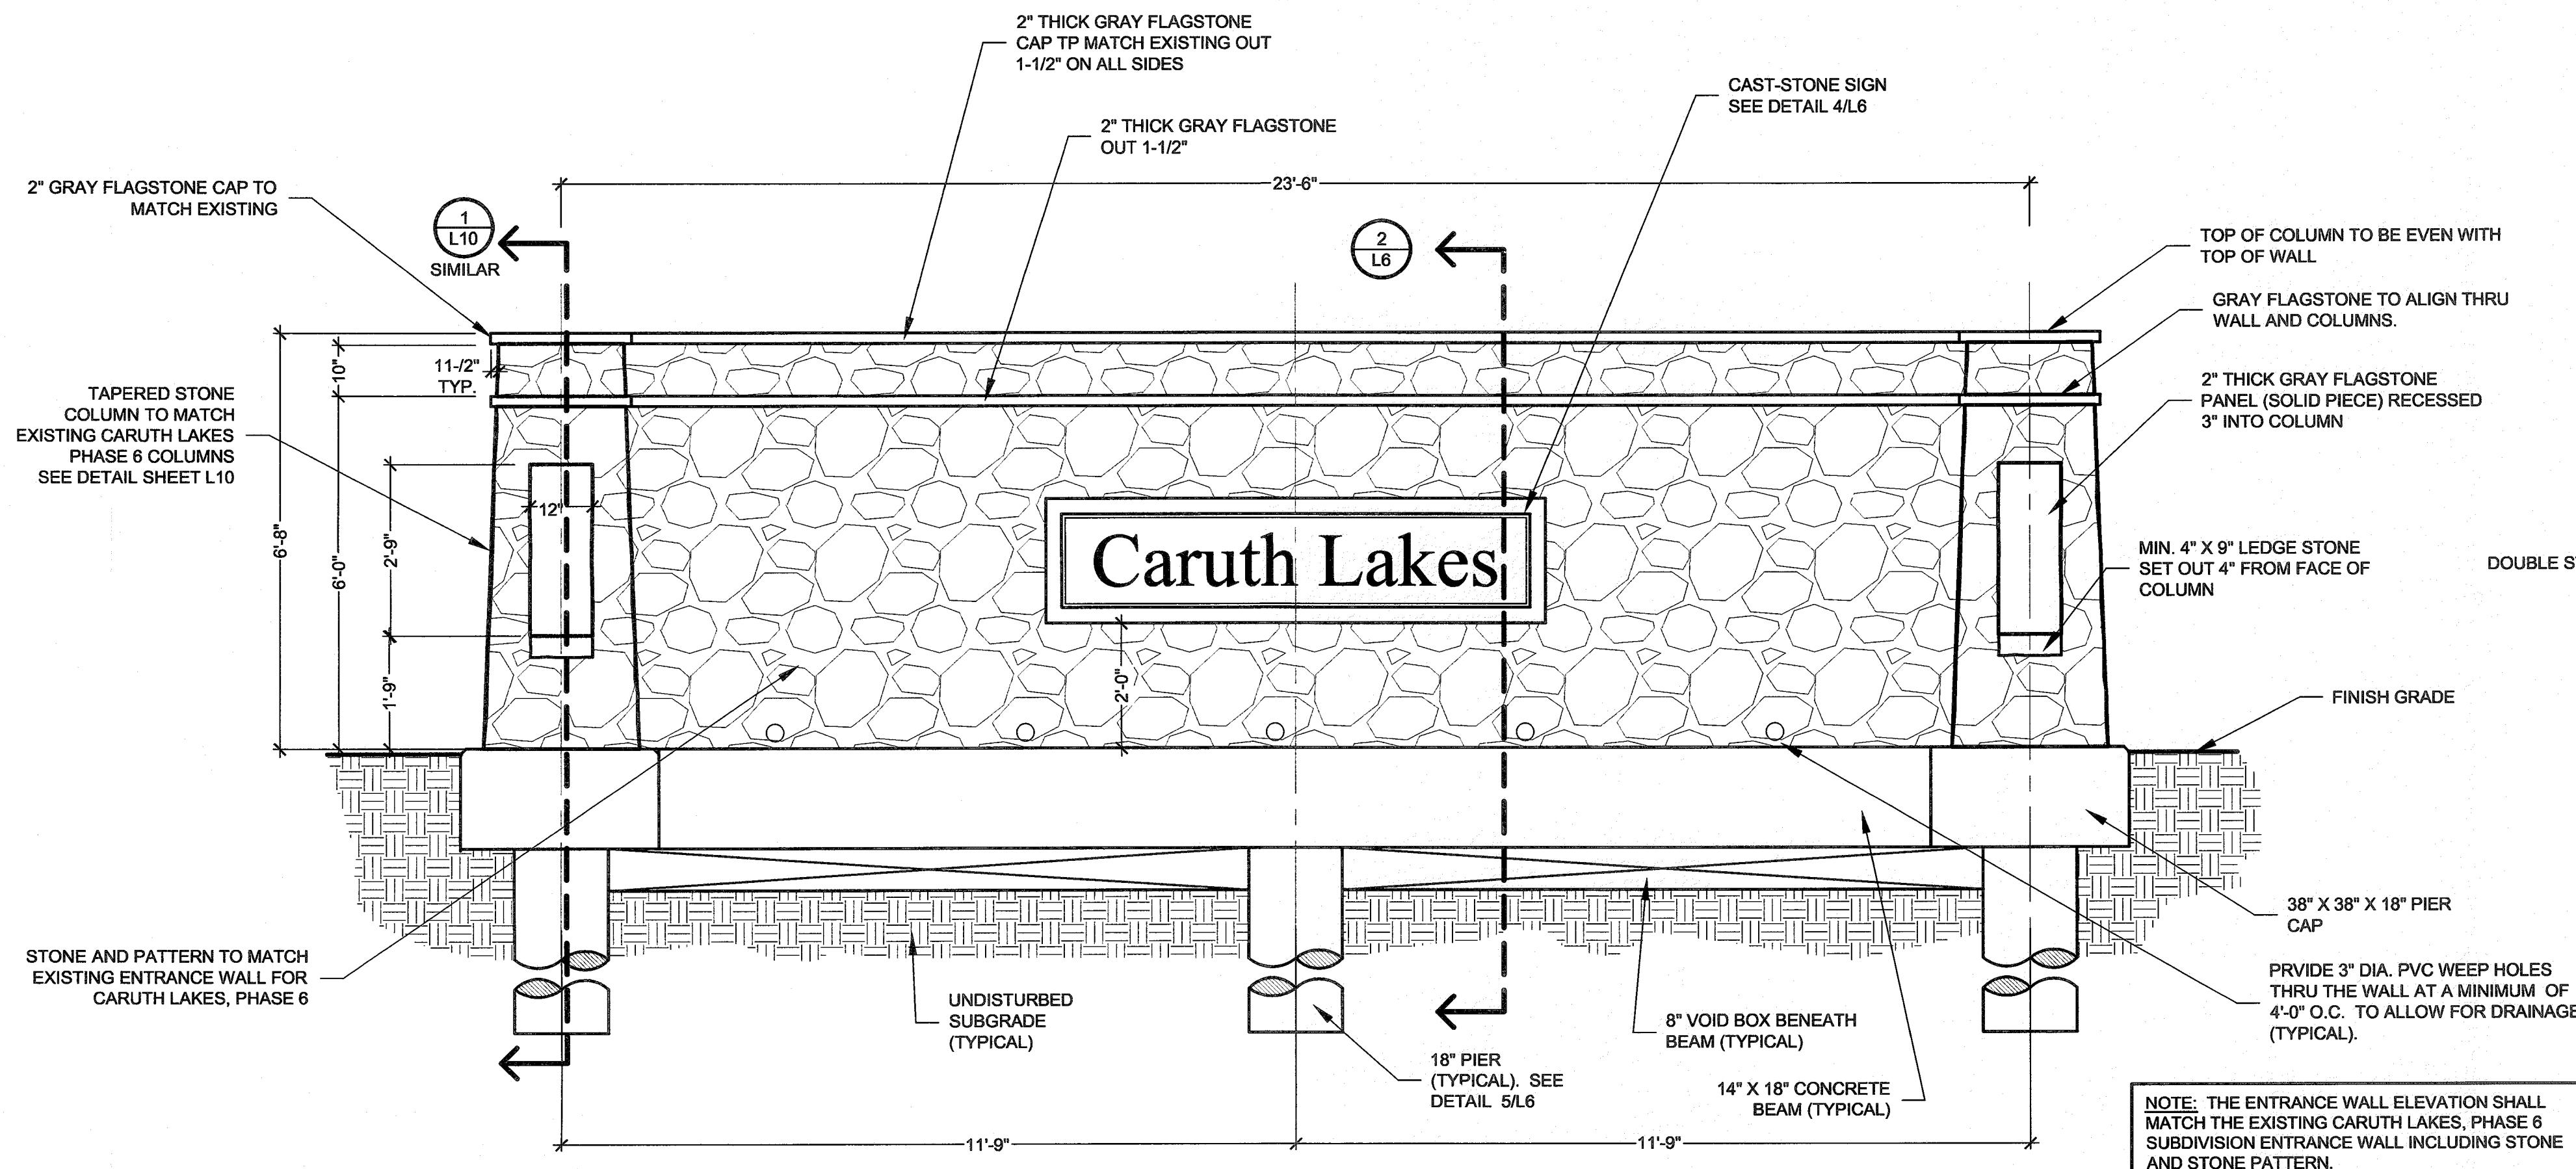 2" THICK GRAY FLAGSTONE
CAP TP MATCH EXISTING OUT
1-1/2" ON ALL SIDES
CAST-STONE SIGN
SEE DETAIL 4/L6
2" THICK GRAY FLAGSTONE
OUT 1-1/2"
23'-6"
2" GRAY FLAGSTONE CAP TO
MATCH EXISTING
1
L10
SIMILAR
2
L6
TOP OF COLUMN TO BE EVEN WITH
TOP OF WALL
GRAY FLAGSTONE TO ALIGN THRU
WALL AND COLUMNS.
10"
11-/2"
TYP.
TAPERED STONE
COLUMN TO MATCH
EXISTING CARUTH LAKES
PHASE 6 COLUMNS
SEE DETAIL SHEET L10
2" THICK GRAY FLAGSTONE
PANEL (SOLID PIECE) RECESSED
3" INTO COLUMN
12"
6'-8"
6'-0"
2'-9"
Caruth Lakes
MIN. 4" X 9" LEDGE STONE
SET OUT 4" FROM FACE OF
COLUMN
DOUBLE S
1'-9"
2'-0"
FINISH GRADE
38" X 38" X 18" PIER
CAP
STONE AND PATTERN TO MATCH
EXISTING ENTRANCE WALL FOR
CARUTH LAKES, PHASE 6
UNDISTURBED
SUBGRADE
(TYPICAL)
8" VOID BOX BENEATH
BEAM (TYPICAL)
PRVIDE 3" DIA. PVC WEEP HOLES
THRU THE WALL AT A MINIMUM OF
4'-0" O.C. TO ALLOW FOR DRAINAGE
(TYPICAL).
18" PIER
(TYPICAL). SEE
DETAIL 5/L6
14" X 18" CONCRETE
BEAM (TYPICAL)
11'-9"
11'-9"
NOTE: THE ENTRANCE WALL ELEVATION SHALL
MATCH THE EXISTING CARUTH LAKES, PHASE 6
SUBDIVISION ENTRANCE WALL INCLUDING STONE
AND STONE PATTERN.